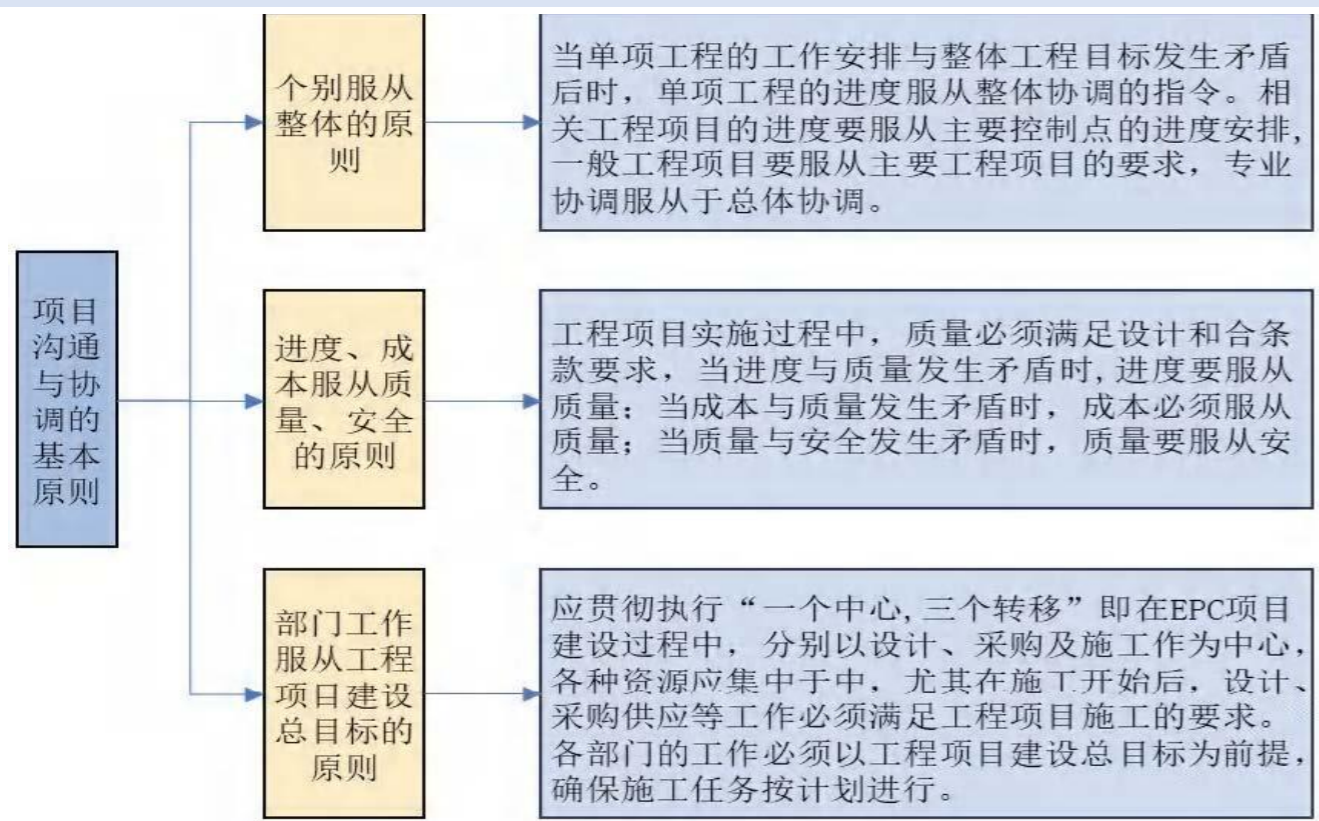 个别服从
整体的原
则
当单项工程的工作安排与整体工程目标发生矛盾
后时，单项工程的进度服从整体协调的指令。相
关工程项目的进度要服从主要控制点的进度安排,
一般工程项目要服从主要工程项目的要求，专业
协调服从于总体协调。
项目
沟通
与协
调的
基本
原则
进度、成
本服从质
量、安全
的原则
工程项目实施过程中，质量必须满足设计和合条
款要求，当进度与质量发生矛盾时,进度要服从
质量；当成本与质量发生矛盾时，成本必须服从
质量；当质量与安全发生矛盾时，质量要服从安
全。
部门工作
服从工程
项目建设
总目标的
原则
应贯彻执行“一个中心,三个转移”即在EPC项目
建设过程中，分别以设计、采购及施工作为中心，
各种资源应集中于中，尤其在施工开始后，设计、
采购供应等工作必须满足工程项目施工的要求。
各部门的工作必须以工程项目建设总目标为前提，
确保施工任务按计划进行。